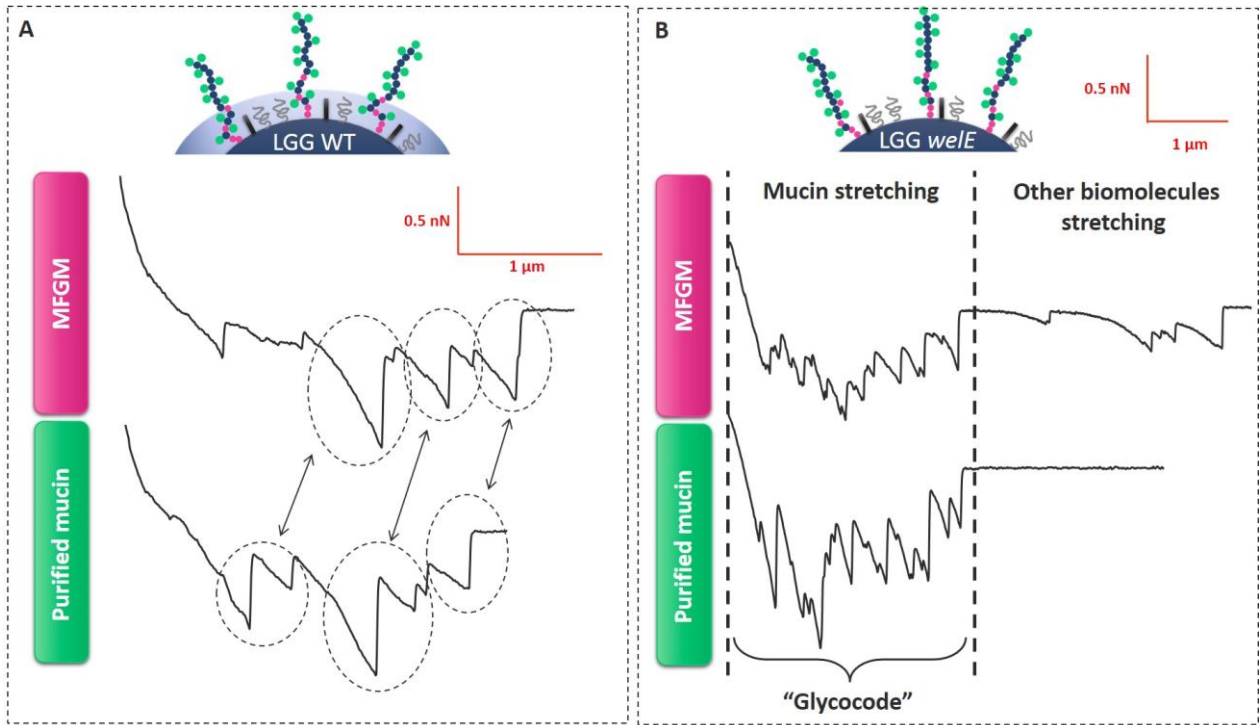 A
LGG WT
MFGM
0.5 nN
1 µm
Purified mucin
B
LGG welE
0.5 nN
1 µm
MFGM
Mucin stretching
Other biomolecules
stretching
Purified mucin
“Glycocode”